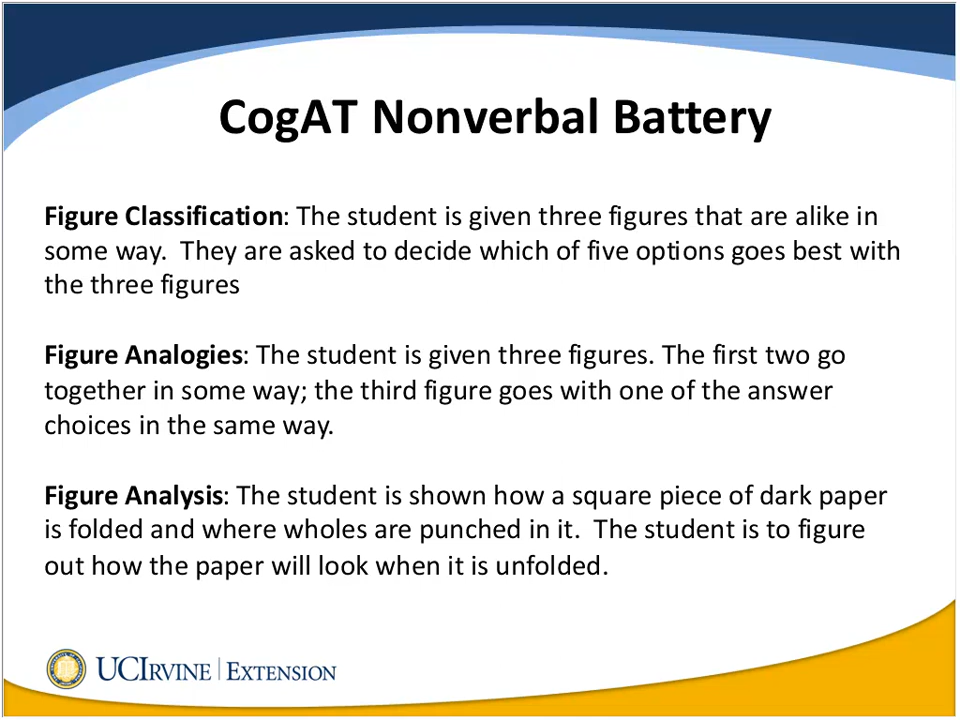 CogAT Nonverbal Battery
Figure Classification: The student is given three figures that are alike in
some way.  They are asked to decide which of five options goes best with
the three figures
Figure Analogies: The student is given three figures. The first two go
together in some way; the third figure goes with one of the answer
choices in the same way.
Figure Analysis: The student is shown how a square piece of dark paper
is folded and where wholes are punched in it.  The student is to figure
out how the paper will look when it is unfolded.
UCIRVINE | EXTENSION